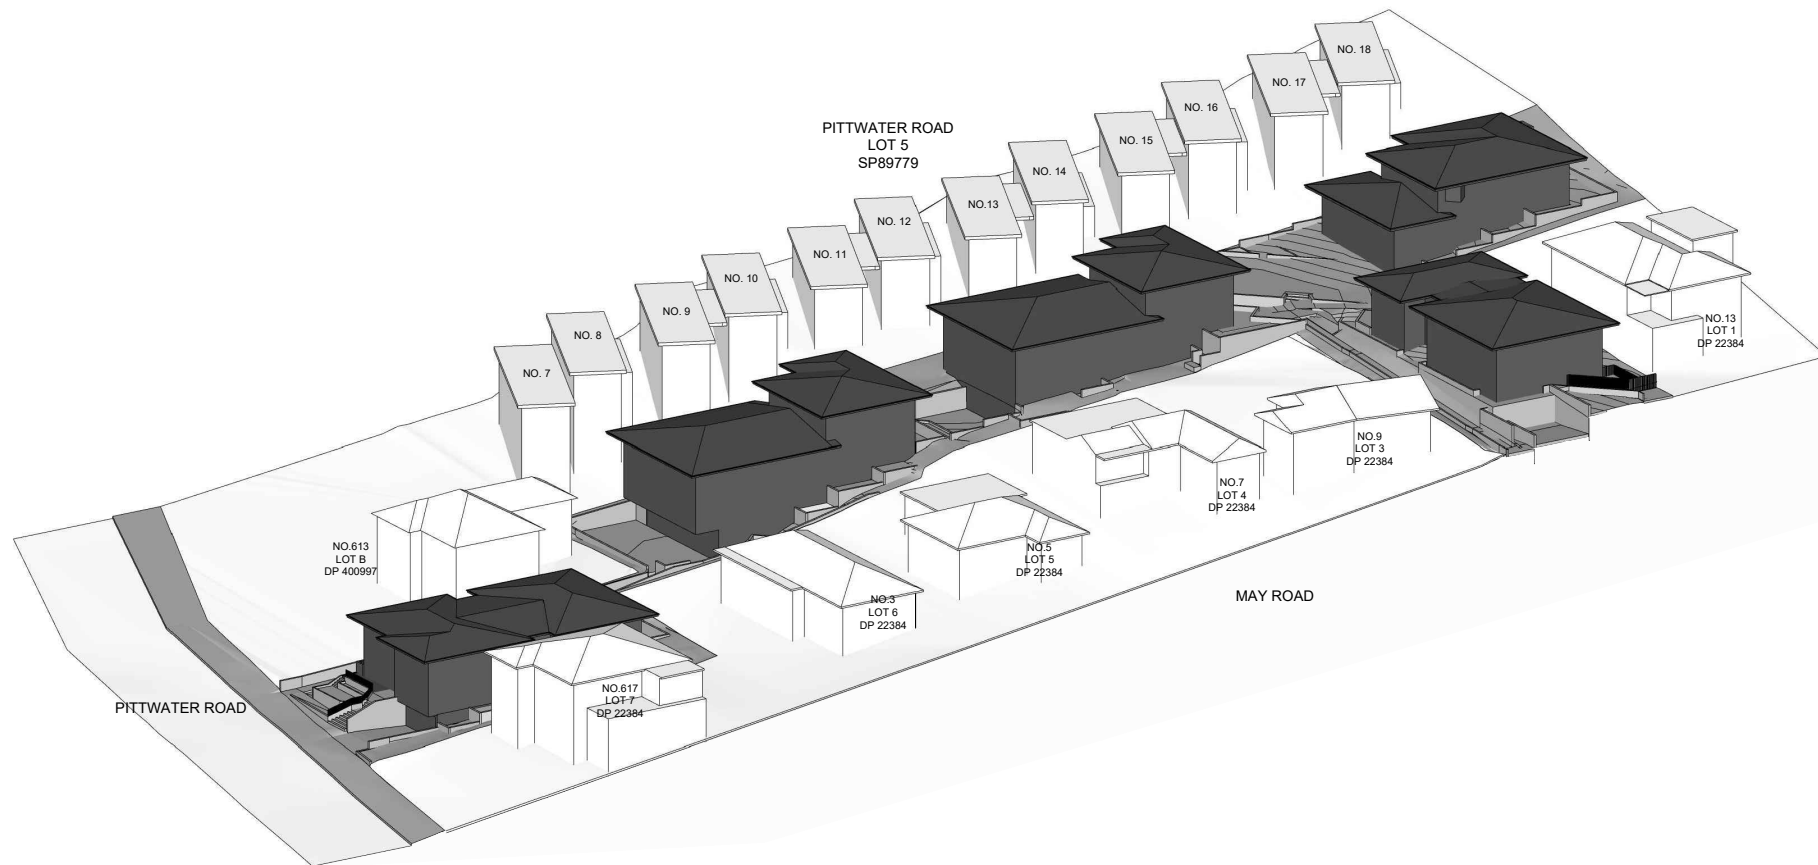 NO. 18
NO. 17
NO. 16
NO. 15
NO. 14
NO.13
NO. 12
NO. 11
NO. 10
NO. 9
NO. 8
NO. 7
PITTWATER ROAD
LOT 5
SP89779
NO.13
LOT 1
DP 22384
NO.9
LOT 3
DP 22384
NO.7
LOT 4
DP 22384
NO.5
LOT 5
DP 22384
NO.3
LOT 6
DP 22384
NO.613
LOT B
DP 400997
NO.617
LOT 7
DP 22384
MAY ROAD
PITTWATER ROAD